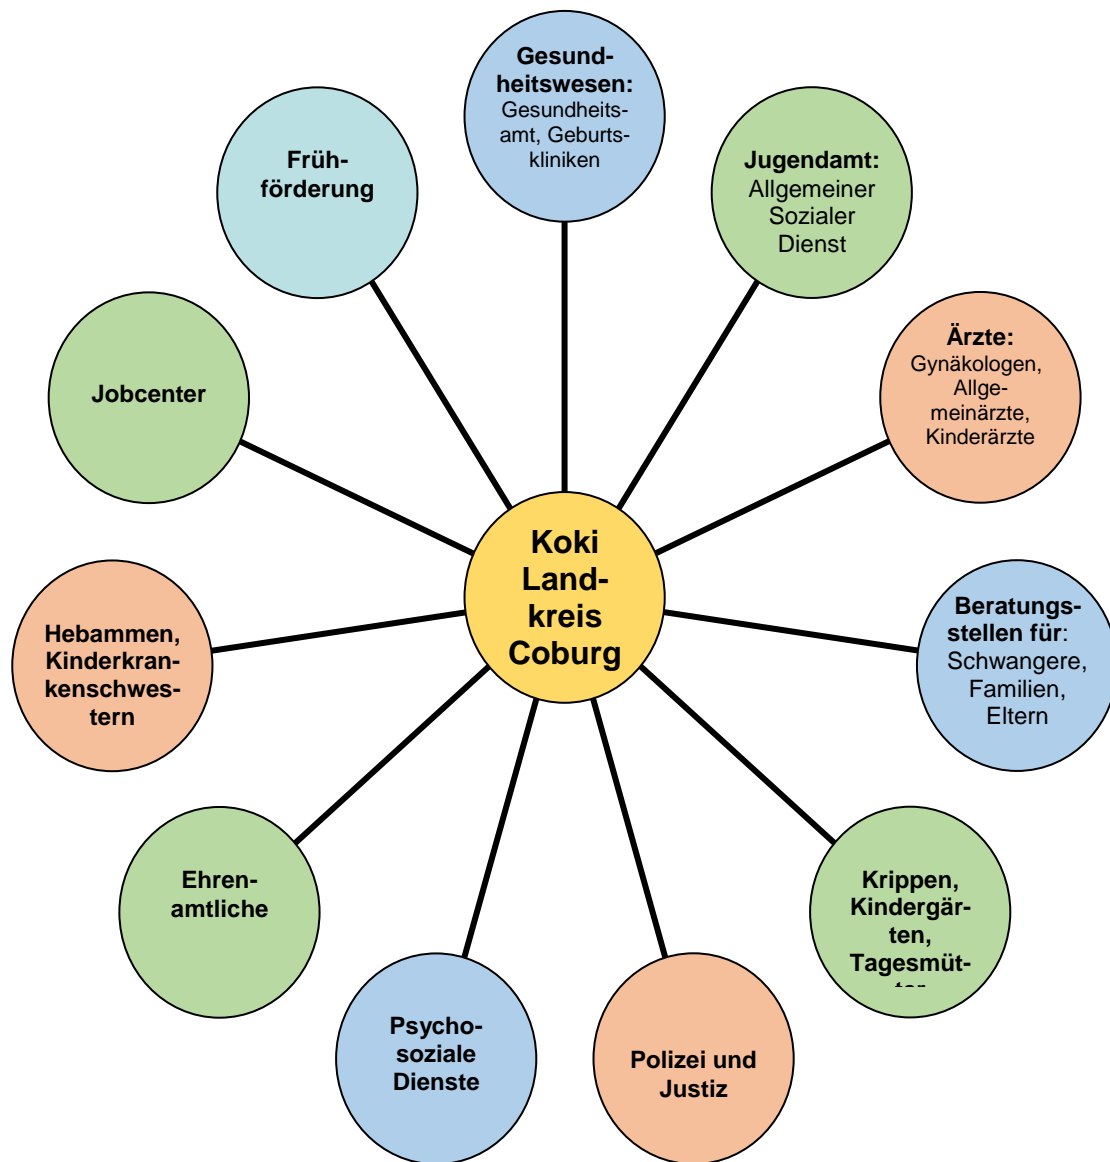 Gesund-
heitswesen:
Gesundheits-
amt, Geburts-
kliniken
Jugendamt:
Allgemeiner
Sozialer
Dienst
Ärzte:
Gynäkologen,
Allge-
meinärzte,
Kinderärzte
Beratungs-
stellen für:
Schwangere,
Familien,
Eltern
Krippen,
Kindergär-
ten,
Tagesmüt-
Polizei und
Justiz
Psycho-
soziale
Dienste
Ehren-
amtliche
Hebammen,
Kinderkran-
kenschwes-
tern
Jobcenter
Früh-
förderung
Koki
Land-
kreis
Coburg